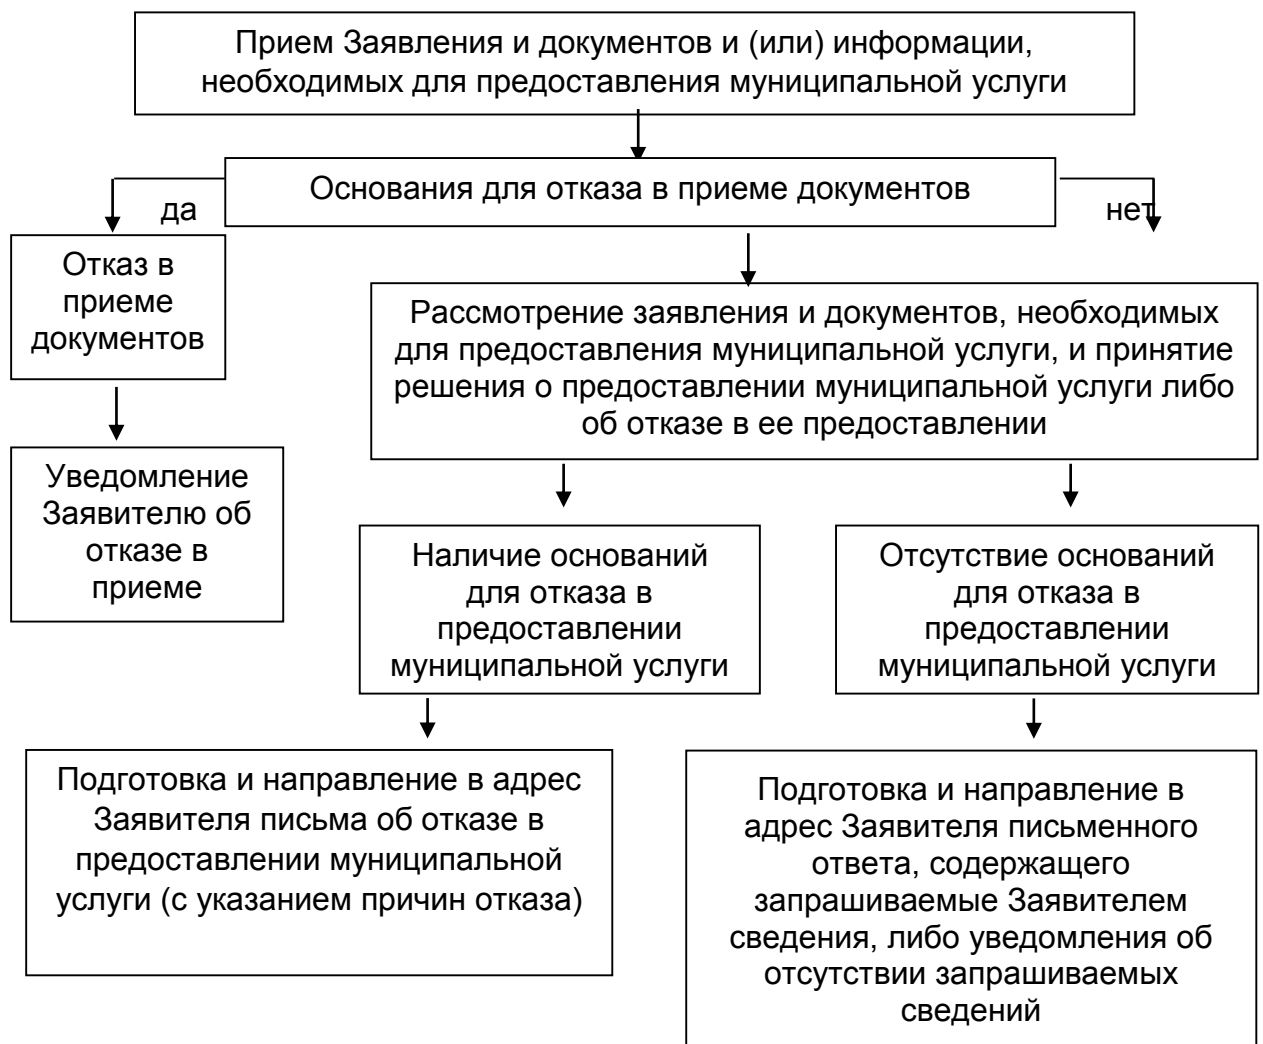 Прием Заявления и документов и (или) информации,
необходимых для предоставления муниципальной услуги
Основания для отказа в приеме документов
да
нет
Отказ в
приеме
документов
Рассмотрение заявления и документов, необходимых
для предоставления муниципальной услуги, и принятие
решения о предоставлении муниципальной услуги либо
об отказе в ее предоставлении
Уведомление
Заявителю об
отказе в
приеме
Наличие оснований
для отказа в
предоставлении
муниципальной услуги
Отсутствие оснований
для отказа в
предоставлении
муниципальной услуги
Подготовка и направление в адрес
Заявителя письма об отказе в
предоставлении муниципальной
услуги (с указанием причин отказа)
Подготовка и направление в
адрес Заявителя письменного
ответа, содержащего
запрашиваемые Заявителем
сведения, либо уведомления об
отсутствии запрашиваемых
сведений